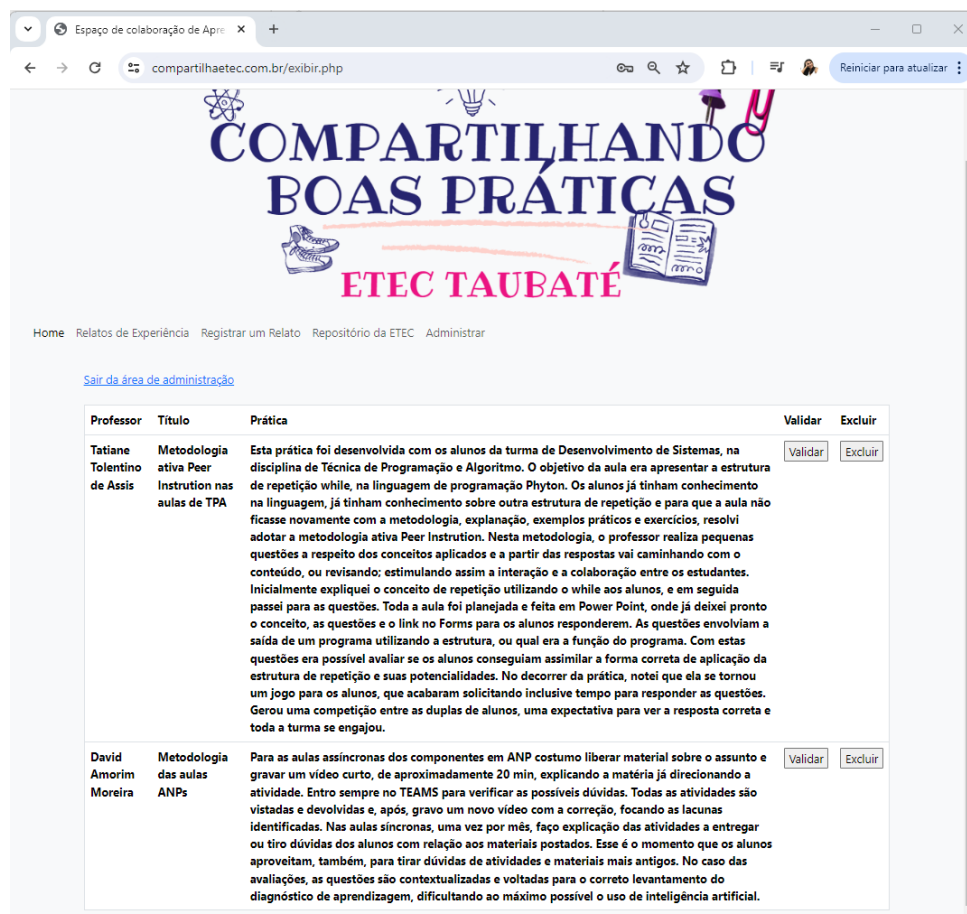 Espaço de colaboração de Apre
compartilhaetec.com.br/exibir.php
Reiniciar para atualizar
COMPARTILHANDO
BOAS PRÁTICAS
ETEC TAUBATÉ
Home Relatos de Experiência Registrar um Relato Repositório da ETEC Administrar
Sair da área de administração
Professor Título Prática Validar Excluir
Tatiane Tolentino de Assis
Metodologia ativa Peer Instrution nas aulas de TPA
Esta prática foi desenvolvida com os alunos da turma de Desenvolvimento de Sistemas, na
disciplina de Técnica de Programação e Algoritmo. O objetivo da aula era apresentar a estrutura
de repetição while, na linguagem de programação Phyton. Os alunos já tinham conhecimento
na linguagem, já tinham conhecimento sobre outra estrutura de repetição e para que a aula não
ficasse novamente com a metodologia, explanação, exemplos práticos e exercícios, resolvi
adotar a metodologia ativa Peer Instrution. Nesta metodologia, o professor realiza pequenas
questões a respeito dos conceitos aplicados e a partir das respostas vai caminhando com o
conteúdo, ou revisando; estimulando assim a interação e a colaboração entre os estudantes.
Inicialmente expliquei o conceito de repetição utilizando o while aos alunos, e em seguida
passei para as questões. Toda a aula foi planejada e feita em Power Point, onde já deixei pronto
o conceito, as questões e o link no Forms para os alunos responderem. As questões envolviam a
saída de um programa utilizando a estrutura, ou qual era a função do programa. Com estas
questões era possível avaliar se os alunos conseguiam assimilar a forma correta de aplicação da
estrutura de repetição e suas potencialidades. No decorrer da prática, notei que ela se tornou
um jogo para os alunos, que acabaram solicitando inclusive tempo para responder as questões.
Gerou uma competição entre as duplas de alunos, uma expectativa para ver a resposta correta e
toda a turma se engajou.
Validar Excluir
David Amorim Moreira
Metodologia das aulas ANPs
Para as aulas assíncronas dos componentes em ANP costumo liberar material sobre o assunto e
gravar um vídeo curto, de aproximadamente 20 min, explicando a matéria já direcionando a
atividade. Entro sempre no TEAMS para verificar as possíveis dúvidas. Todas as atividades são
vistadas e devolvidas e, após, gravo um novo vídeo com a correção, focando as lacunas
identificadas. Nas aulas síncronas, uma vez por mês, faço explicação das atividades a entregar
ou tiro dúvidas dos alunos com relação aos materiais postados. Esse é o momento que os alunos
aproveitam, também, para tirar dúvidas de atividades e materiais mais antigos. No caso das
avaliações, as questões são contextualizadas e voltadas para o correto levantamento do
diagnóstico de aprendizagem, dificultando ao máximo possível o uso de inteligência artificial.
Validar Excluir